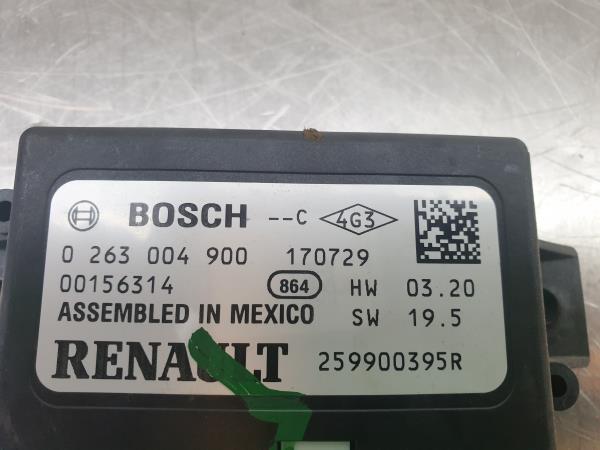 BOSCH --C 4G3
0 263 004 900 170729
00156314 864 HW 03.20
ASSEMBLED IN MEXICO SW 19.5
RENAULT 259900395R